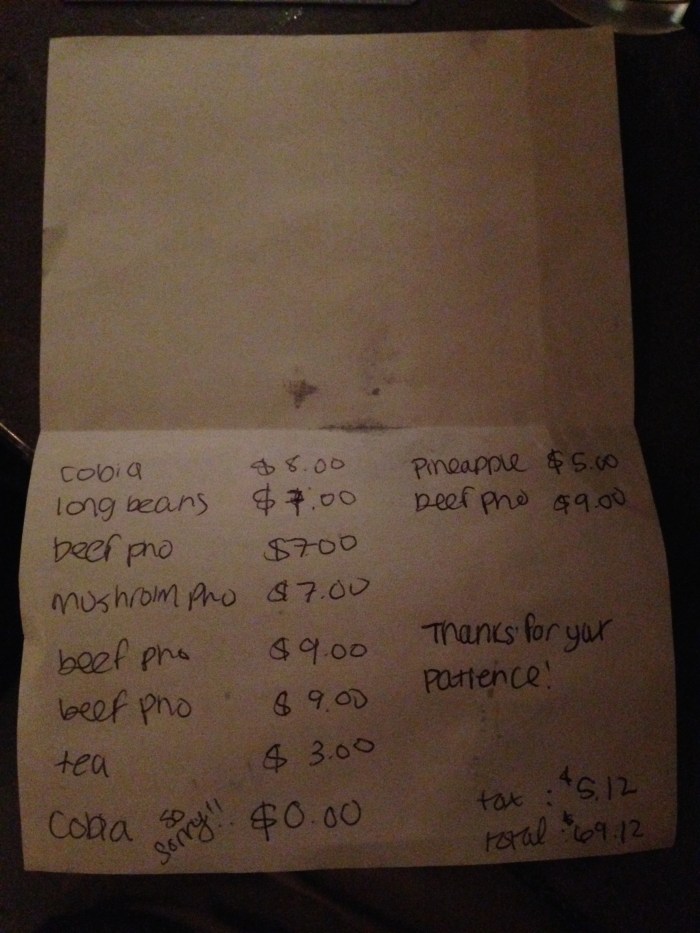 cobia $8.00
long beans $7.00
beef pho $7.00
mushroom pho $7.00
beef pho $9.00
beef pho $9.00
tea $3.00
Cobia so sorry!! $0.00
Pineapple $5.00
beef pho $9.00
Thanks for your
patience!
tax : $5.12
total : $69.12